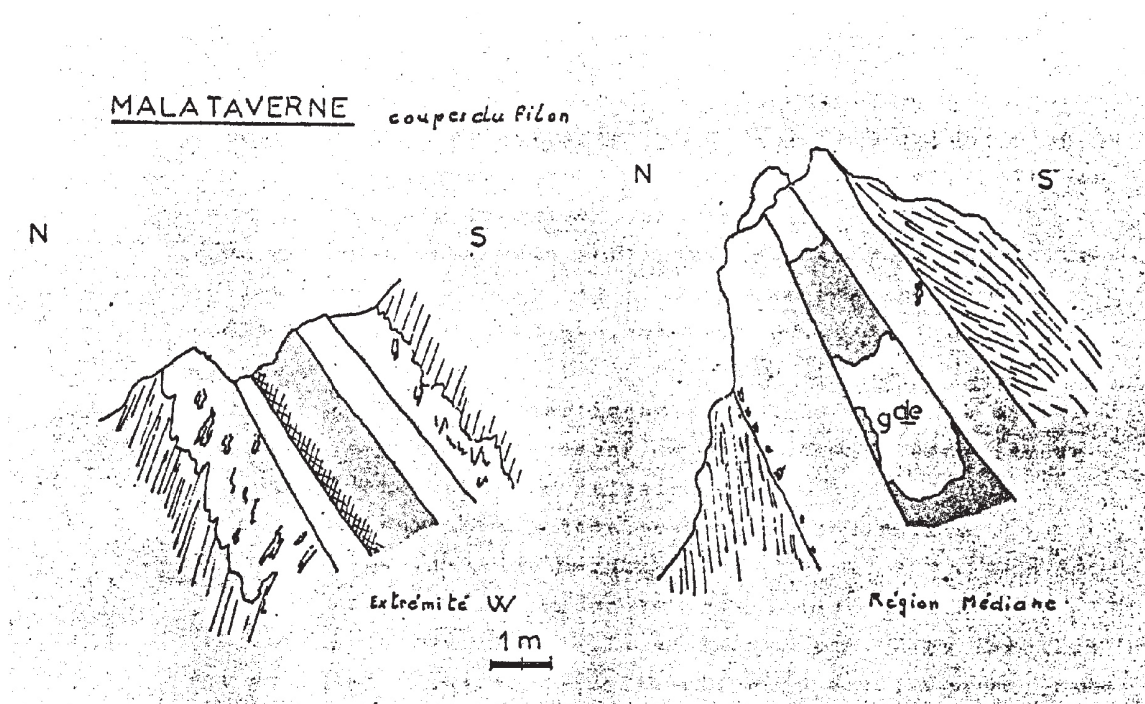 MALATAVERNE coupes du filon
N S
N S
gde
Extrémité W
Région Médiane
1 m